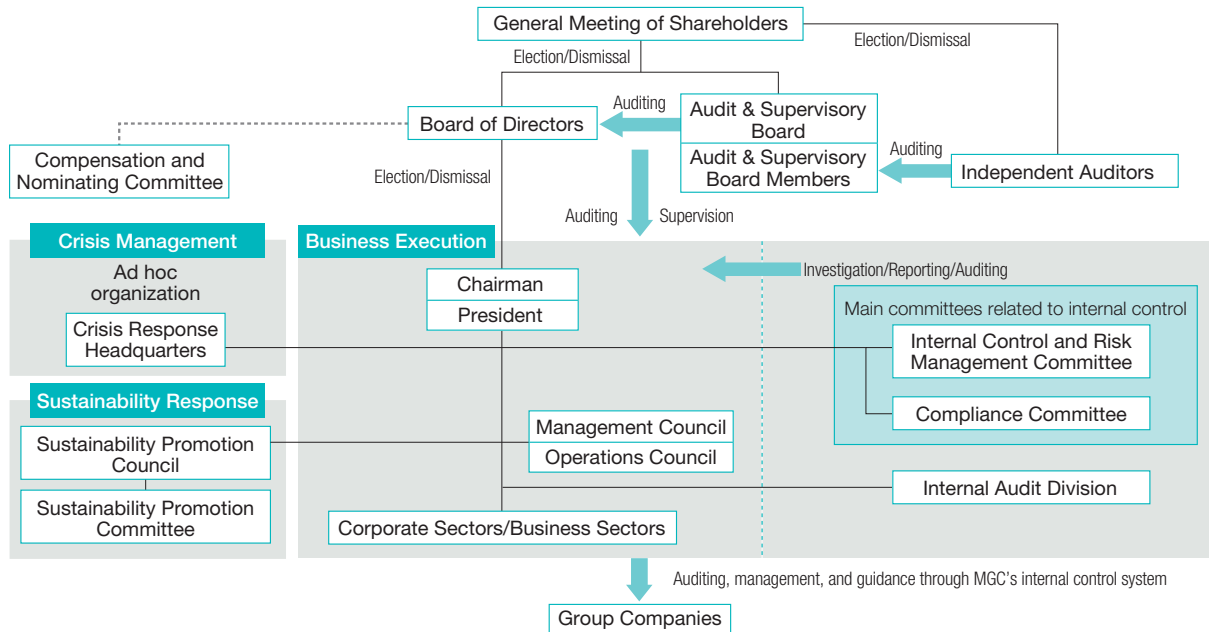 General Meeting of Shareholders
Election/Dismissal
Election/Dismissal
Board of Directors
Auditing
Audit & Supervisory
Board
Audit & Supervisory
Board Members
Auditing
Independent Auditors
Compensation and
Nominating Committee
Election/Dismissal
Auditing
Supervision
Crisis Management
Ad hoc
organization
Crisis Response
Headquarters
Business Execution
Chairman
President
Investigation/Reporting/Auditing
Main committees related to internal control
Internal Control and Risk
Management Committee
Compliance Committee
Sustainability Response
Sustainability Promotion
Council
Sustainability Promotion
Committee
Management Council
Operations Council
Internal Audit Division
Corporate Sectors/Business Sectors
Auditing, management, and guidance through MGC's internal control system
Group Companies